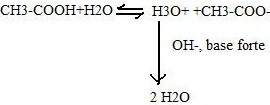 CH3-COOH+H2O ⇌ H3O+ +CH3-COO-
OH-, base forte
2 H2O